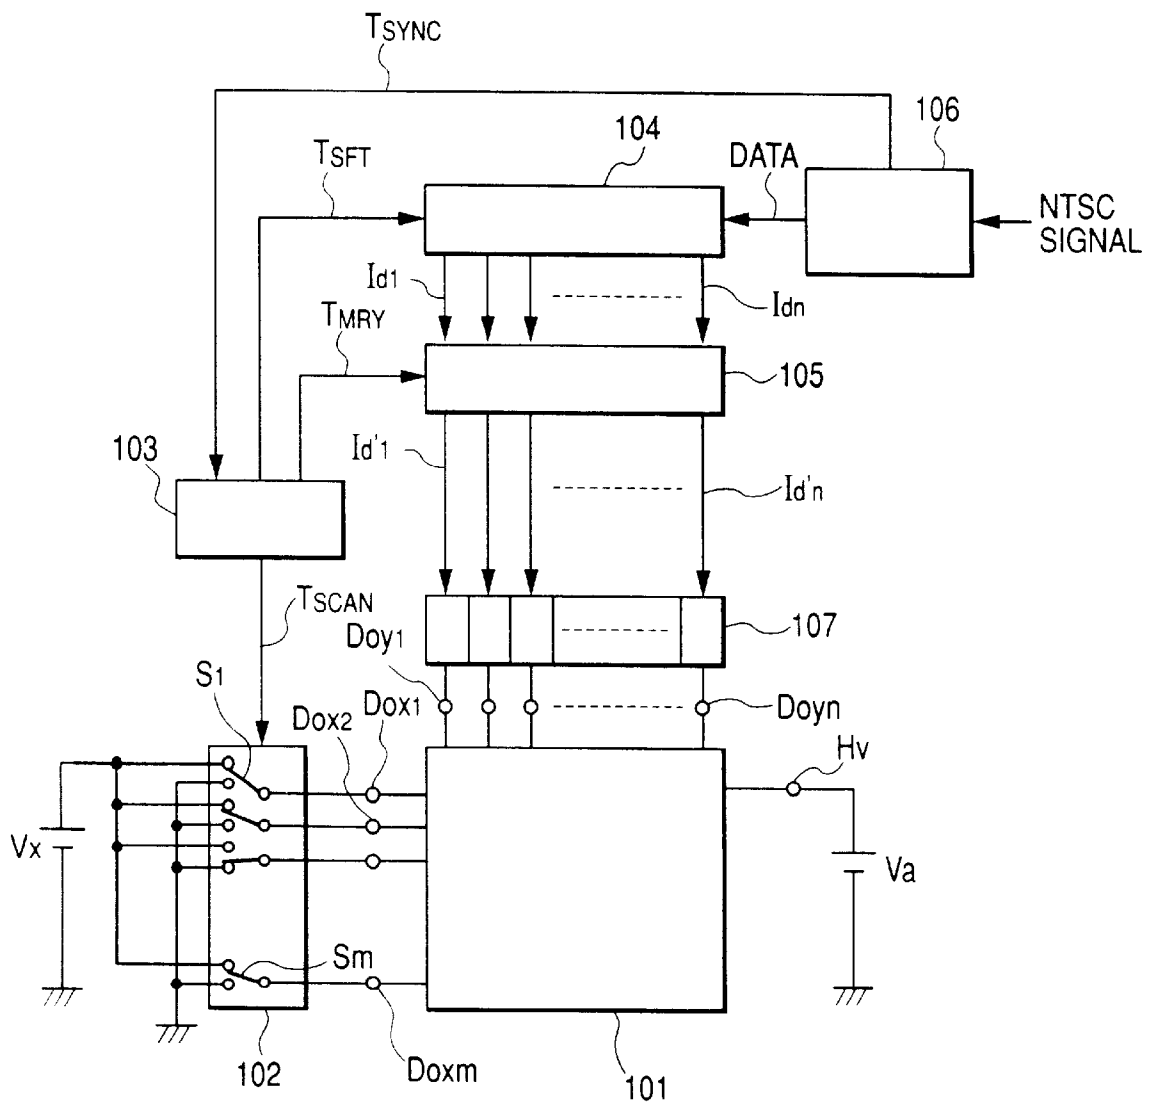 TSYNC
106
104
DATA
TSFT
NTSC
SIGNAL
Id1
Idn
TMRY
105
103
Id'1
Id'n
TSCAN
107
Doy1
S1
Dox1
Dox2
Doyn
Hv
Vx
Va
Sm
102
Doxm
101